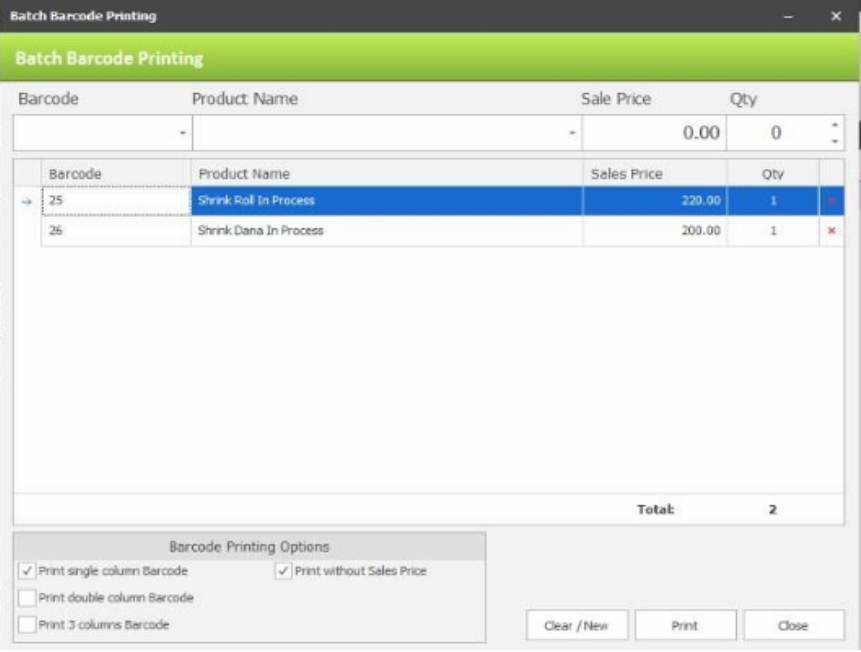 Batch Barcode Printing
Batch Barcode Printing
Barcode Product Name Sale Price Qty
0.00 0
Barcode Product Name Sales Price Qty
25 Shrink Roll In Process 220.00 1
26 Shrink Dana In Process 200.00 1
Total: 2
Barcode Printing Options
Print single column Barcode Print without Sales Price
Print double column Barcode
Print 3 columns Barcode
Clear / New Print Close